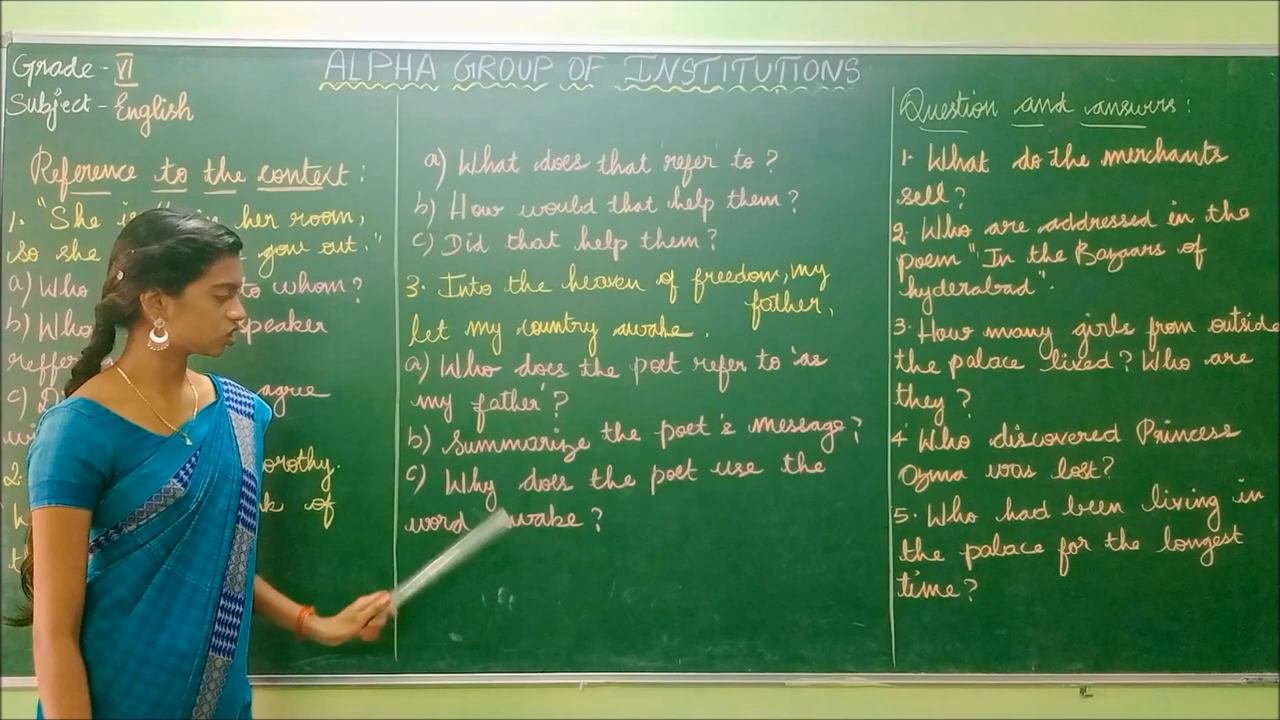 Grade - VI
Subject - English
ALPHA GROUP OF INSTITUTIONS
Reference to the context :
1. "She is in her room,
so she gou out."
a) Who to whom?
b) Who speaker
reffer
c) D agree
2. orothy.
of
a) What does that 'refer' to ?
b) How would that help them?
c) Did that help them?
3. Into the heaven of freedom, my
father,
let my country awake.
a) Who does the poet refer to 'as
my father'?
b) Summarize the poet's message?
c) Why does the poet use the
word awake?
Question and answers :
1. What do the merchants
sell?
2. Who are addressed in the
poem "In the Bazaars of
hyderabad".
3. How many girls from outside
the palace lived? Who are
they?
4 Who discovered Princess
Ozma was lost?
5. Who had been living in
the palace for the longest
time?